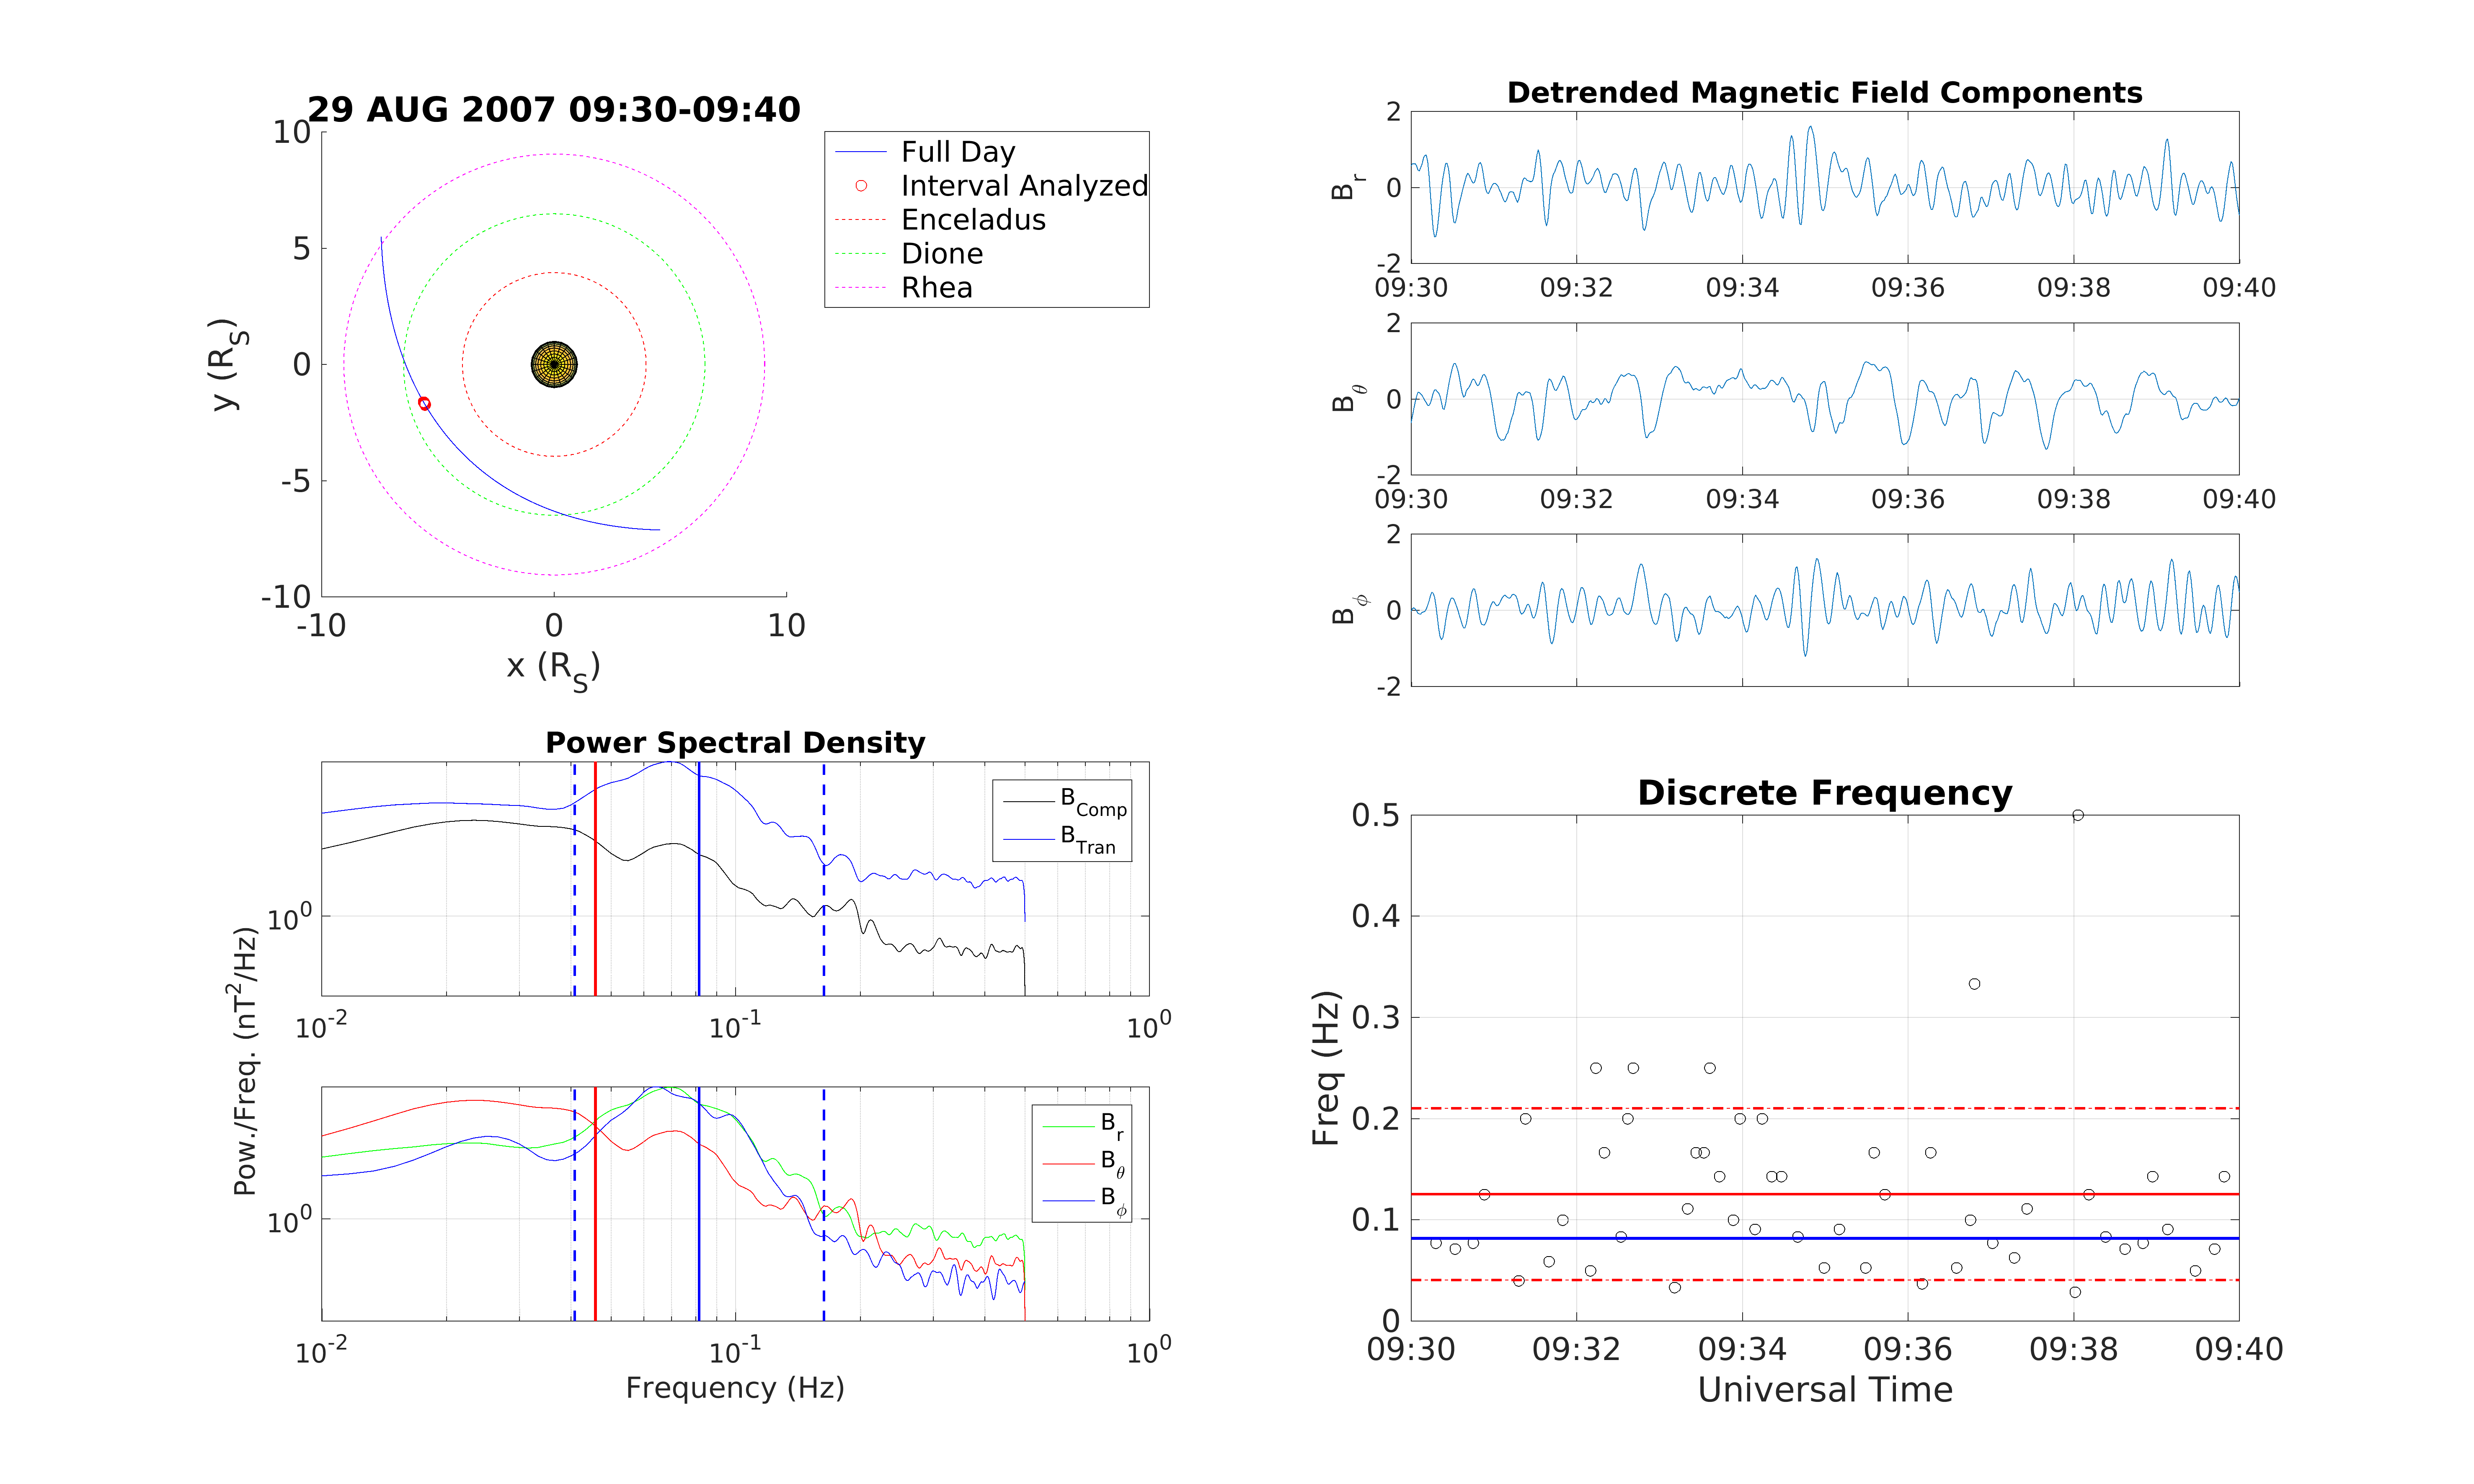 29 AUG 2007 09:30-09:40
10
5
0
-5
-10
y (R_S)
-10 0 10
x (R_S)
Full Day
Interval Analyzed
Enceladus
Dione
Rhea
Detrended Magnetic Field Components
2
0
-2
B_r
09:30 09:32 09:34 09:36 09:38 09:40
2
0
-2
B_θ
09:30 09:32 09:34 09:36 09:38 09:40
2
0
-2
B_ϕ
Power Spectral Density
B_Comp
B_Tran
10^0
10^-2 10^-1 10^0
Pow./Freq. (nT^2/Hz)
B_r
B_θ
B_ϕ
10^0
10^-2 10^-1 10^0
Frequency (Hz)
Discrete Frequency
0.5
0.4
0.3
0.2
0.1
0
Freq (Hz)
09:30 09:32 09:34 09:36 09:38 09:40
Universal Time